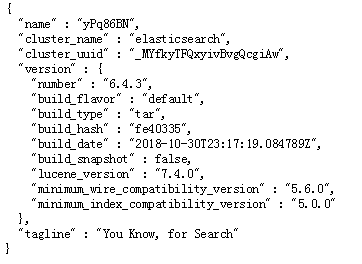 {
"name" : "yPq86BN",
"cluster_name" : "elasticsearch",
"cluster_uuid" : "_MYfkyTFQxyivBvgQcgiAw",
"version" : {
"number" : "6.4.3",
"build_flavor" : "default",
"build_type" : "tar",
"build_hash" : "fe40335",
"build_date" : "2018-10-30T23:17:19.084789Z",
"build_snapshot" : false,
"lucene_version" : "7.4.0",
"minimum_wire_compatibility_version" : "5.6.0",
"minimum_index_compatibility_version" : "5.0.0"
},
"tagline" : "You Know, for Search"
}